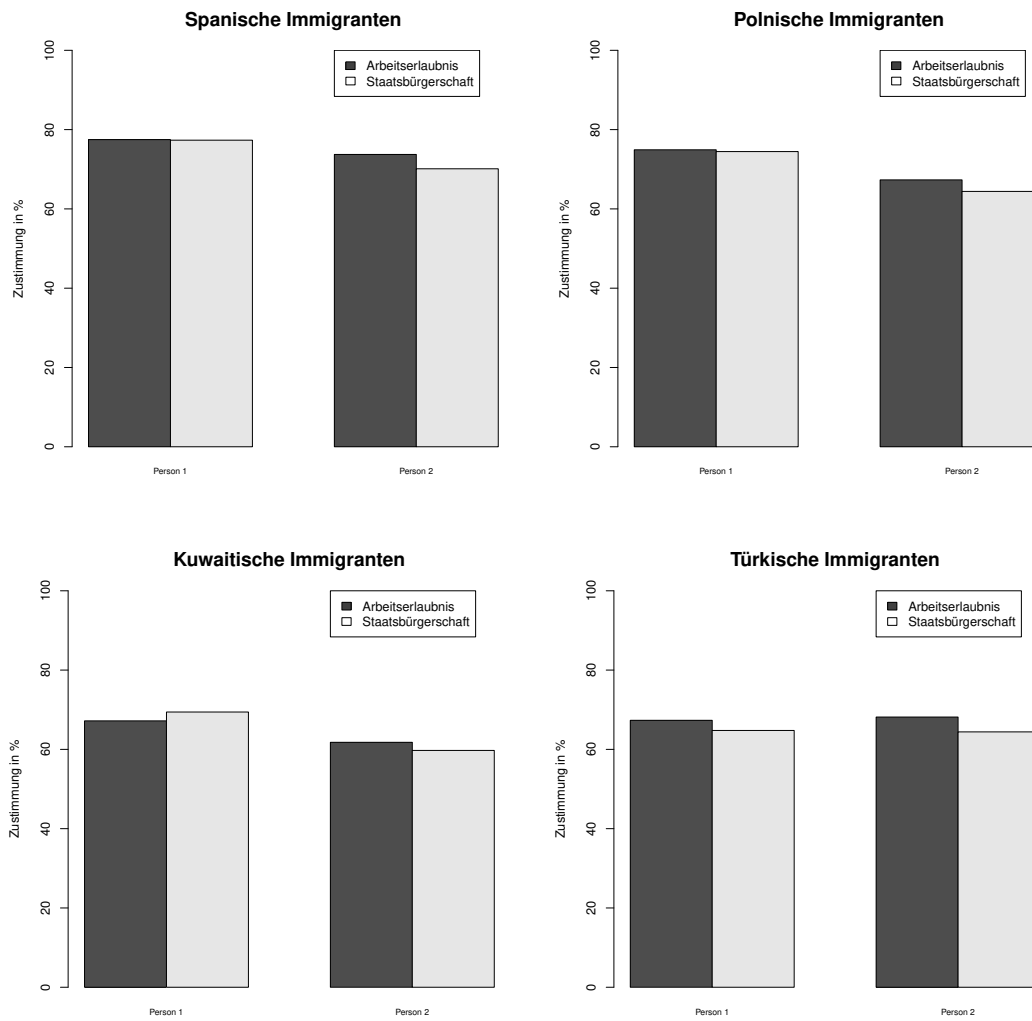 Spanische Immigranten
Zustimmung in %
0
20
40
60
80
100
Arbeitserlaubnis
Staatsbürgerschaft
Person 1
Person 2
Polnische Immigranten
Zustimmung in %
0
20
40
60
80
100
Arbeitserlaubnis
Staatsbürgerschaft
Person 1
Person 2
Kuwaitische Immigranten
Zustimmung in %
0
20
40
60
80
100
Arbeitserlaubnis
Staatsbürgerschaft
Person 1
Person 2
Türkische Immigranten
Zustimmung in %
0
20
40
60
80
100
Arbeitserlaubnis
Staatsbürgerschaft
Person 1
Person 2